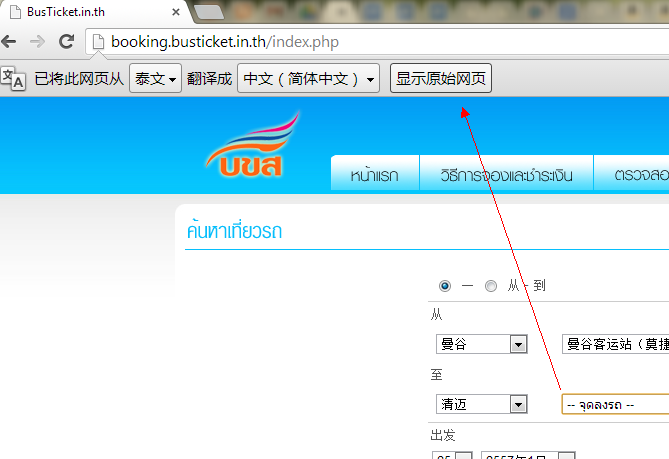 BusTicket.in.th
booking.busticket.in.th/index.php
已将此网页从 泰文 翻译成 中文（简体中文） 显示原始网页
บขส
หน้าแรก วิธีการจองและชำระเงิน ตรวจสอ
ค้นหาเที่ยวรถ
一 从 - 到
从
曼谷 曼谷客运站（莫捷
至
清迈 -- จุดลงรถ --
出发